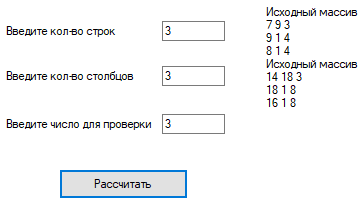 Введите кол-во строк 3
Введите кол-во столбцов 3
Введите число для проверки 3
Рассчитать
Исходный массив
7 9 3
9 1 4
8 1 4
Исходный массив
14 18 3
18 1 8
16 1 8